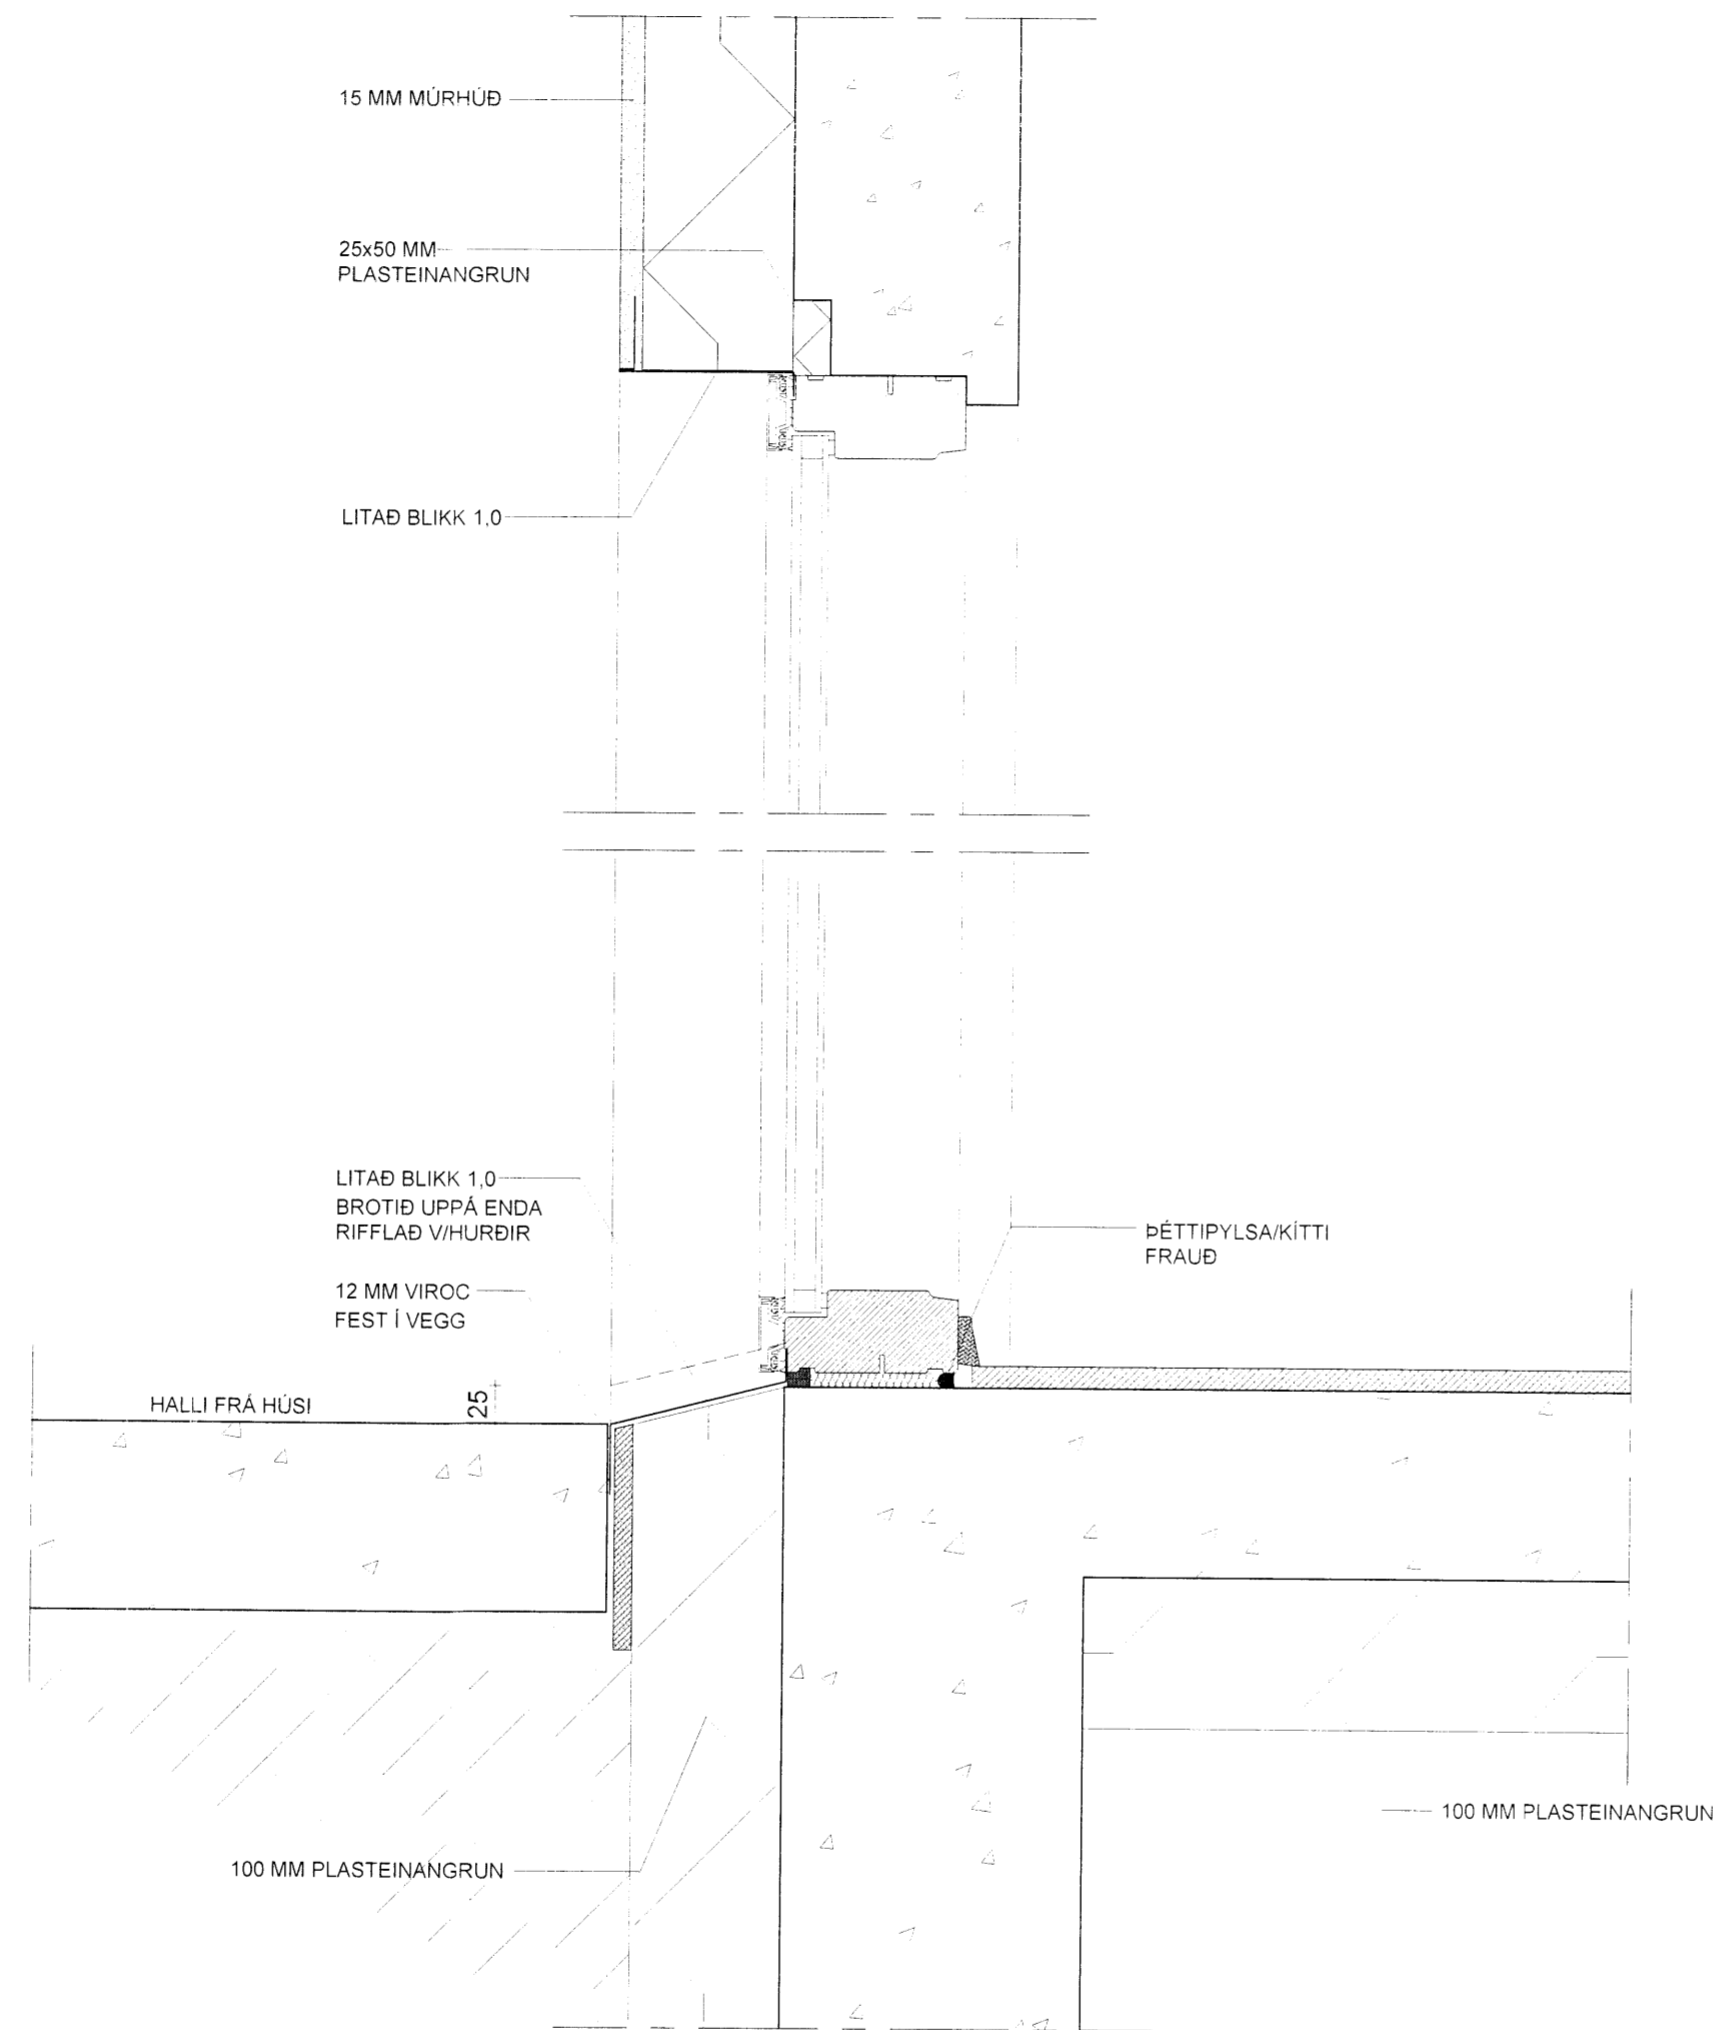 15 MM MÚRHÚÐ
25x50 MM
PLASTEINANGRUN
LITAÐ BLIKK 1,0
LITAÐ BLIKK 1,0
BROTIÐ UPPÁ ENDA
RIFFLAÐ V/HURÐIR
ÞÉTTIPYLSA/KÍTTI
FRAUÐ
12 MM VIROC
FEST Í VEGG
HALLI FRÁ HÚSI
25
100 MM PLASTEINANGRUN
100 MM PLASTEINANGRUN